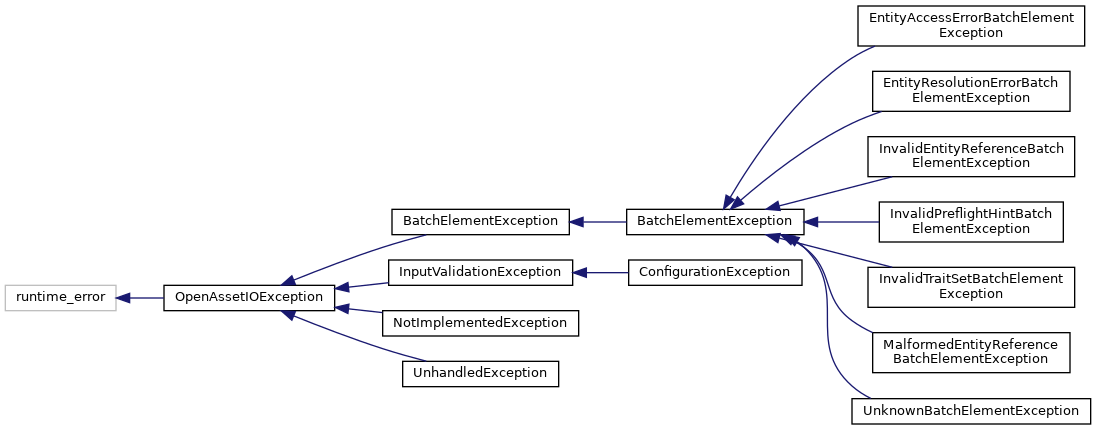 EntityAccessErrorBatchElement
Exception
EntityResolutionErrorBatch
ElementException
InvalidEntityReferenceBatch
ElementException
BatchElementException
BatchElementException
InvalidPreflightHintBatch
ElementException
InputValidationException
ConfigurationException
InvalidTraitSetBatchElement
Exception
runtime_error
OpenAssetIOException
NotImplementedException
MalformedEntityReference
BatchElementException
UnhandledException
UnknownBatchElementException